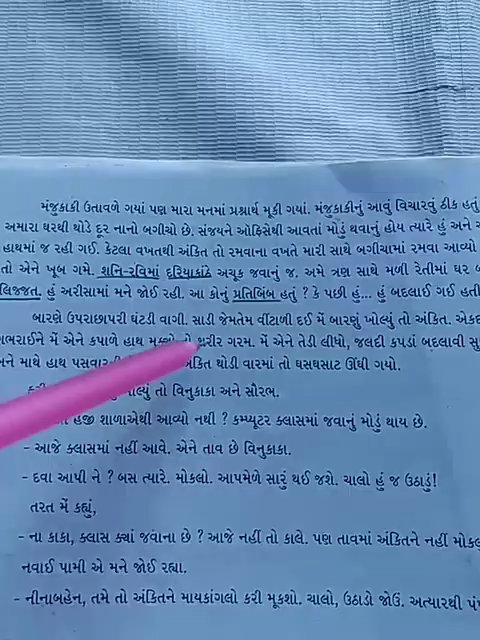 મંજુકાકી ઉતાવળે ગયાં પણ મારા મનમાં પ્રશ્નાર્થ મૂકી ગયાં. મંજુકાકીનું આવું વિચારવું ઠીક હતું
અમારા ઘરથી થોડે દૂર નાનો બગીચો છે. સંજયને ઑફિસેથી આવતાં મોડું થવાનું હોય ત્યારે હું અને
હાથમાં જ રહી ગઈ. કેટલા વખતથી અંકિત તો રમવાના વખતે મારી સાથે બગીચામાં રમવા આવ્યો
તો એને ખૂબ ગમે. શનિ-રવિમાં દરિયાકાંઠે અચૂક જવાનું જ. અમે ત્રણ સાથે મળી રેતીમાં ઘર
લિજ્જત. હું અરીસામાં મને જોઈ રહી. આ કોનું પ્રતિબિંબ હતું ? કે પછી હું... હું બદલાઈ ગઈ હતી
બારણે ઉપરાછાપરી ઘંટડી વાગી. સાડી જેમતેમ વીંટાળી દઈ મેં બારણું ખોલ્યું તો અંકિત.
ગભરાઈને મેં એને કપાળે હાથ શરીર ગરમ. મેં એને તેડી લીધો, જલદી કપડાં બદલાવી
અને માથે હાથ અંકિત થોડી વારમાં તો ઘસઘસાટ ઊંઘી ગયો.
તો વિનુકાકા અને સૌરભ.
હજી શાળાએથી આવ્યો નથી ? કમ્પ્યૂટર ક્લાસમાં જવાનું મોડું થાય છે.
– આજે ક્લાસમાં નહીં આવે. એને તાવ છે વિનુકાકા.
– દવા આપી ને ? બસ ત્યારે. મોકલો. આપમેળે સારું થઈ જશે. ચાલો હું જ ઉઠાડું!
તરત મેં કહ્યું,
– ના કાકા, ક્લાસ ક્યાં જવાના છે ? આજે નહીં તો કાલે. પણ તાવમાં અંકિતને નહીં
નવાઈ પામી એ મને જોઈ રહ્યા.
– નીનાબહેન, તમે તો અંકિતને માયકાંગલો કરી મૂકશો. ચાલો, ઉઠાડો જોઉં. અત્યારથી